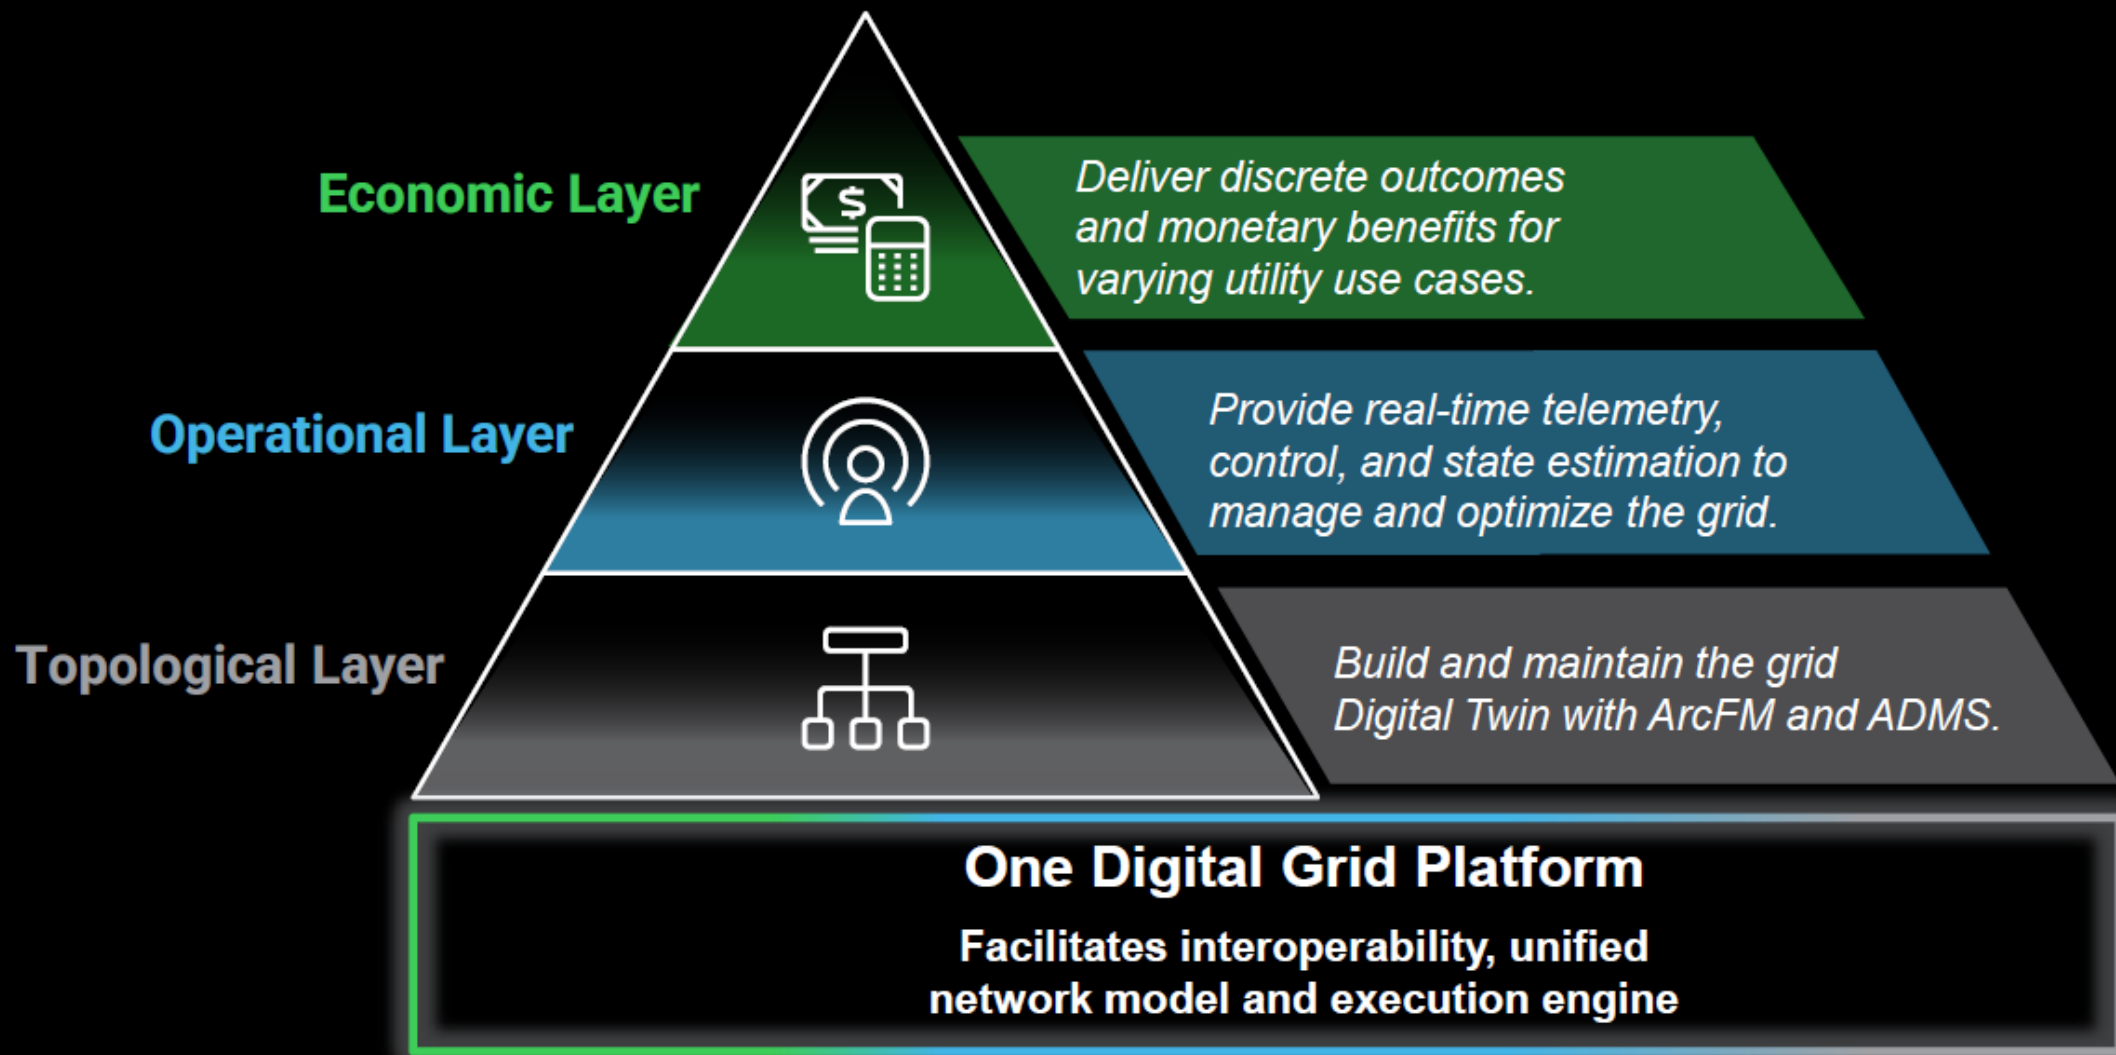 Economic Layer
$
Deliver discrete outcomes
and monetary benefits for
varying utility use cases.
Operational Layer
Provide real-time telemetry,
control, and state estimation to
manage and optimize the grid.
Topological Layer
Build and maintain the grid
Digital Twin with ArcFM and ADMS.
One Digital Grid Platform
Facilitates interoperability, unified
network model and execution engine